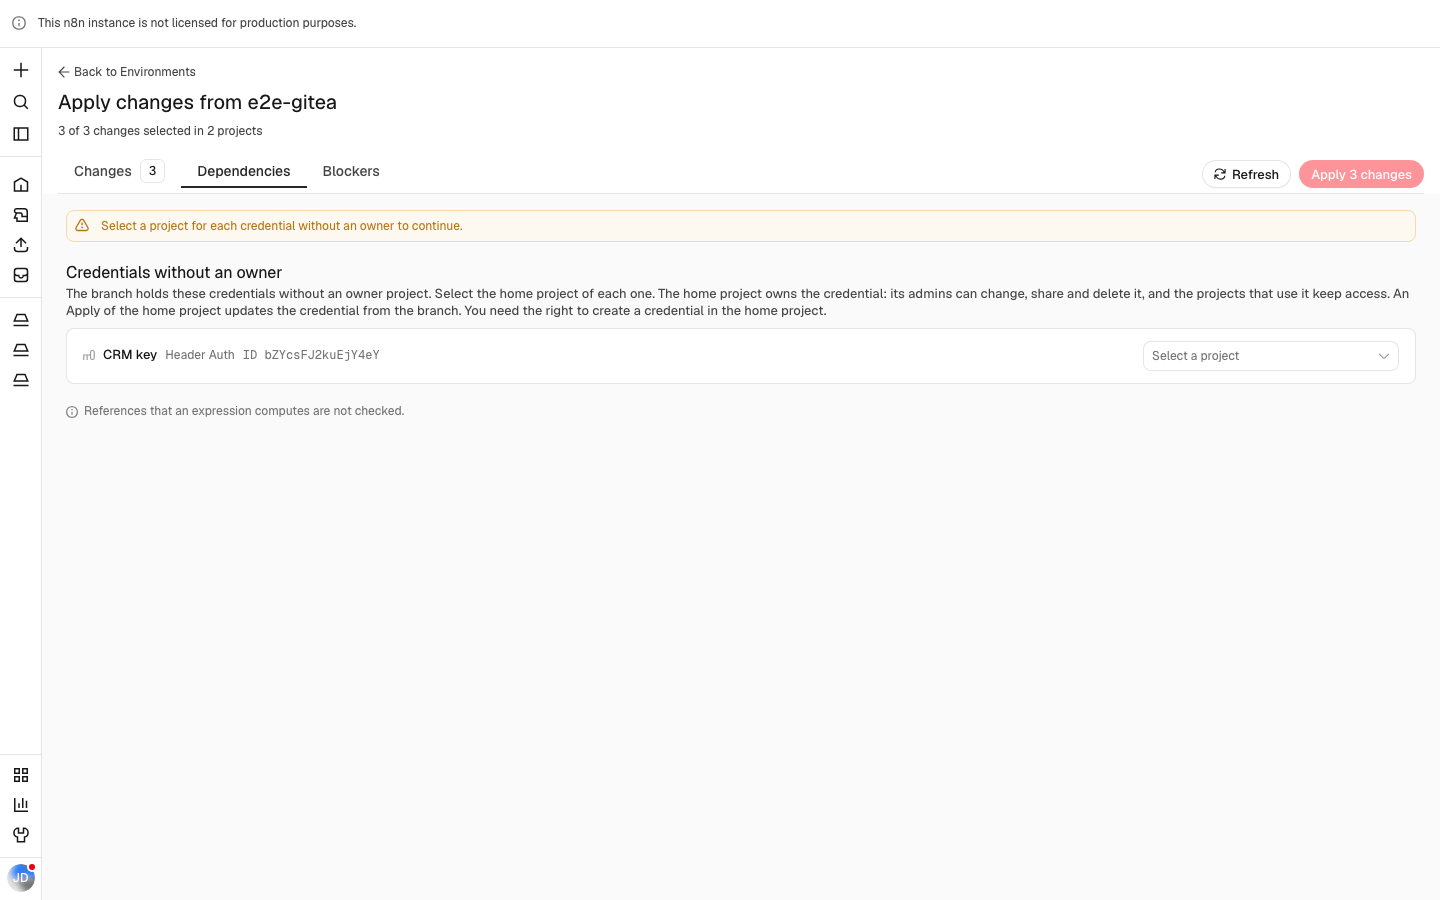 This n8n instance is not licensed for production purposes.
Back to Environments
Apply changes from e2e-gitea
3 of 3 changes selected in 2 projects
Changes 3 Dependencies Blockers
Refresh Apply 3 changes
Select a project for each credential without an owner to continue.
Credentials without an owner
The branch holds these credentials without an owner project. Select the home project of each one. The home project owns the credential: its admins can change, share and delete it, and the projects that use it keep access. An
Apply of the home project updates the credential from the branch. You need the right to create a credential in the home project.
CRM key Header Auth ID bZYcsFJ2kuEjY4eY Select a project
References that an expression computes are not checked.
JD